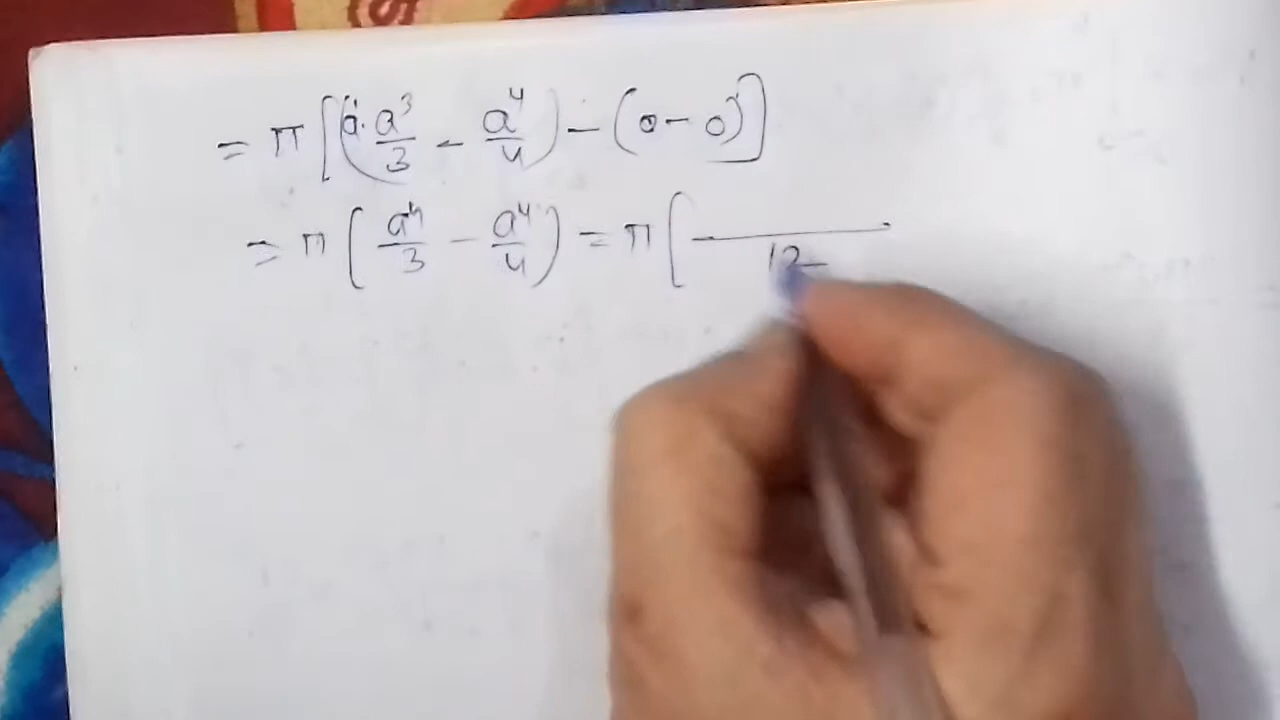 = π [(a · a³/3 - a⁴/4) - (0 - 0)]
= π (a⁴/3 - a⁴/4) = π [ /12